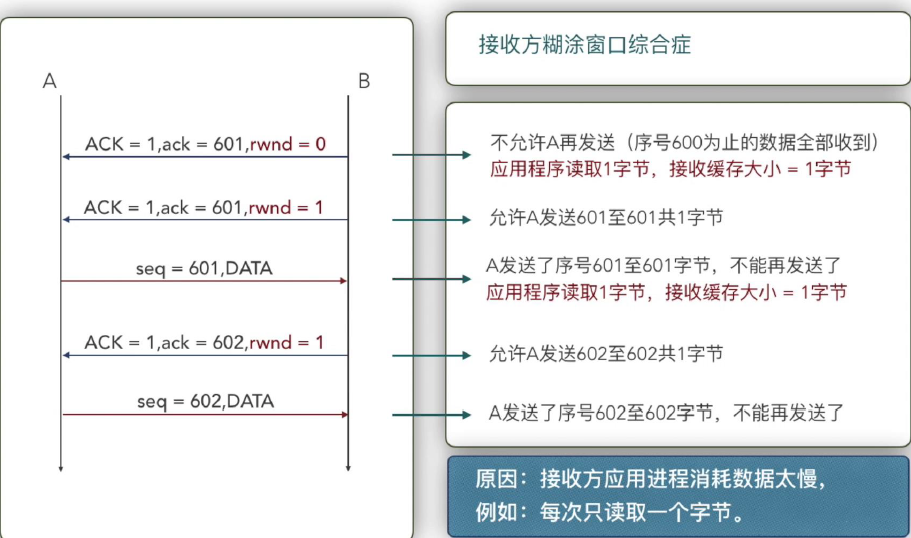 接收方糊涂窗口综合症
A
B
ACK = 1,ack = 601,rwnd = 0
ACK = 1,ack = 601,rwnd = 1
seq = 601,DATA
ACK = 1,ack = 602,rwnd = 1
seq = 602,DATA
不允许A再发送（序号600为止的数据全部收到）
应用程序读取1字节，接收缓存大小 = 1字节
允许A发送601至601共1字节
A发送了序号601至601字节，不能再发送了
应用程序读取1字节，接收缓存大小 = 1字节
允许A发送602至602共1字节
A发送了序号602至602字节，不能再发送了
原因：接收方应用进程消耗数据太慢，
例如：每次只读取一个字节。